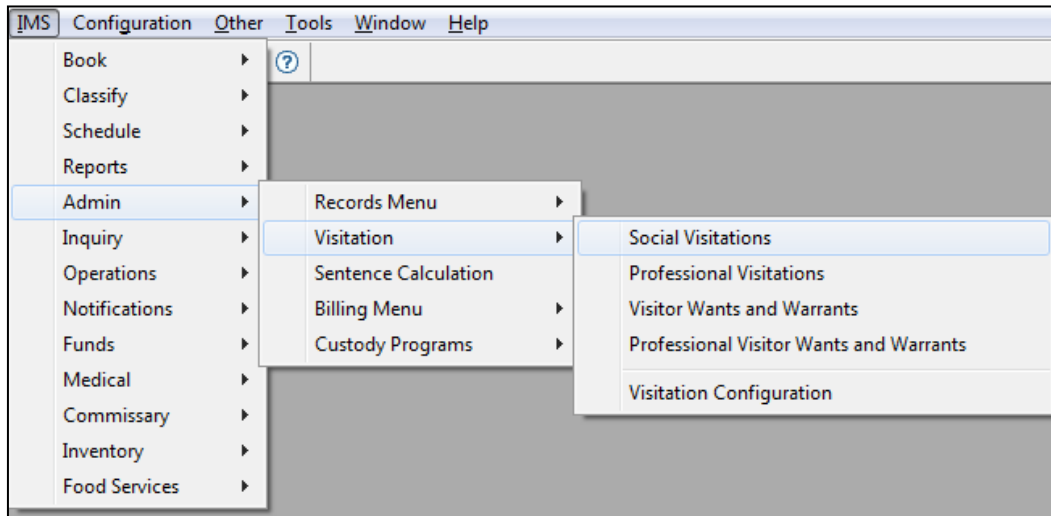 IMS Configuration Other Tools Window Help
Book
Classify
Schedule
Reports
Admin
Inquiry
Operations
Notifications
Funds
Medical
Commissary
Inventory
Food Services
Records Menu
Visitation
Sentence Calculation
Billing Menu
Custody Programs
Social Visitations
Professional Visitations
Visitor Wants and Warrants
Professional Visitor Wants and Warrants
Visitation Configuration